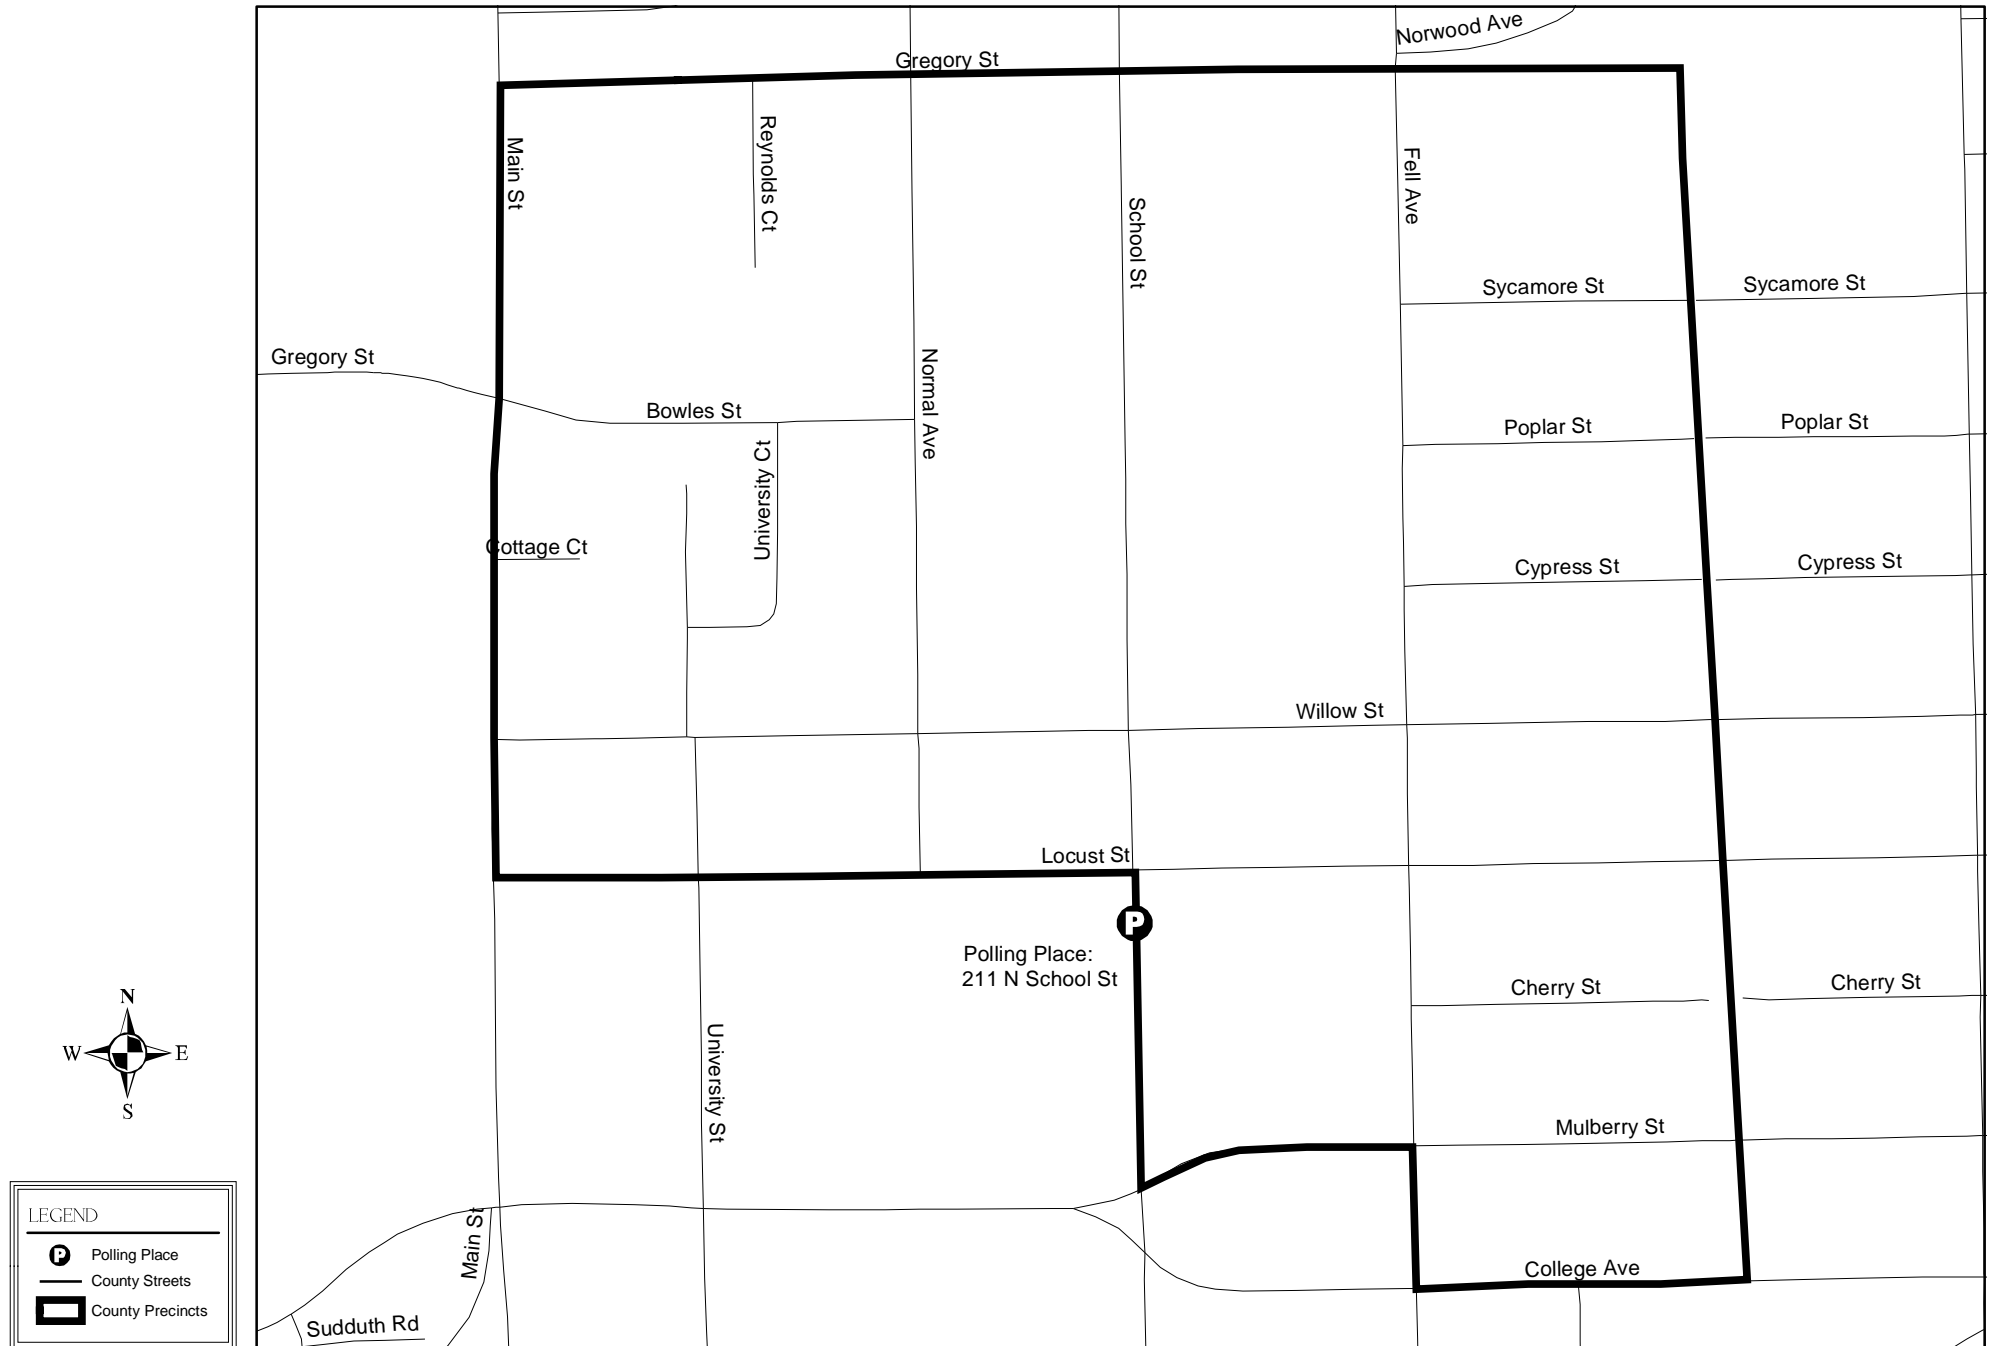 Norwood Ave
Gregory St
Main St
Reynolds Ct
School St
Fell Ave
Sycamore St
Sycamore St
Gregory St
Normal Ave
Bowles St
Poplar St
Poplar St
University Ct
Cottage Ct
Cypress St
Cypress St
Willow St
Locust St
P
Polling Place:
211 N School St
Cherry St
Cherry St
N
W
E
S
University St
Mulberry St
Main St
College Ave
Sudduth Rd
LEGEND
P
Polling Place
County Streets
County Precincts